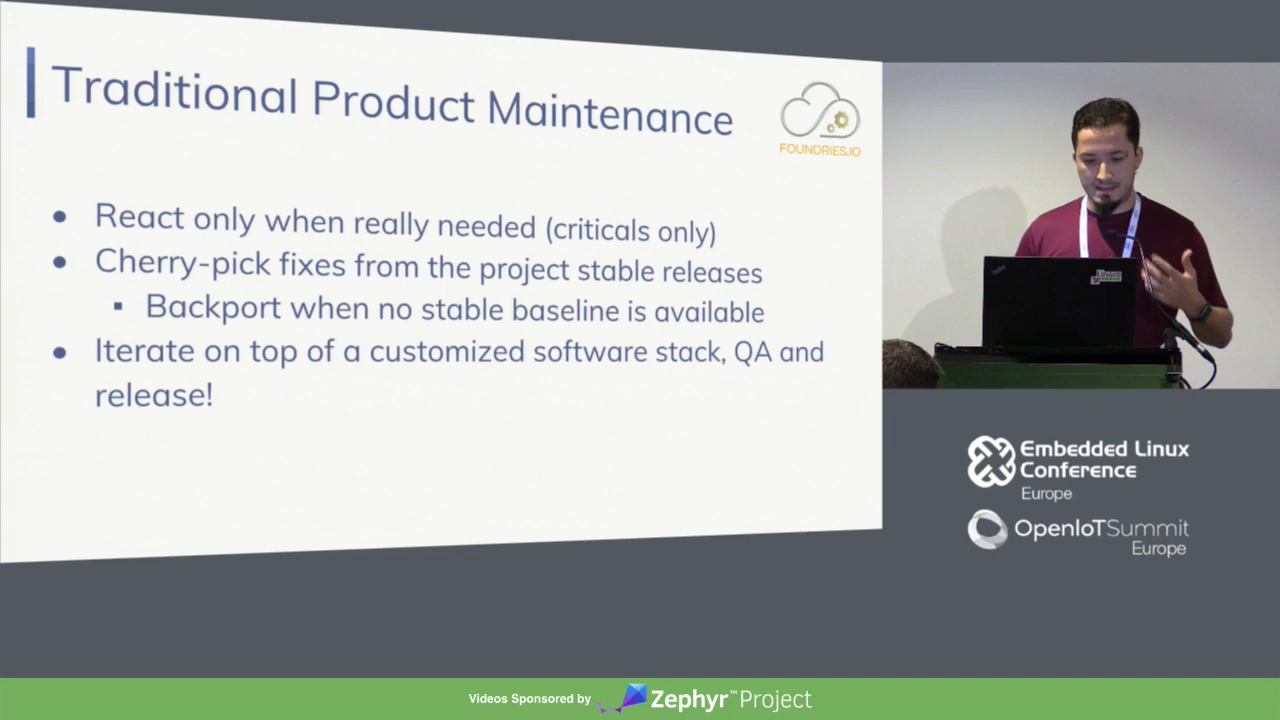 Traditional Product Maintenance
FOUNDRIES.IO
• React only when really needed (criticals only)
• Cherry-pick fixes from the project stable releases
▪ Backport when no stable baseline is available
• Iterate on top of a customized software stack, QA and
release!
Linaro
Embedded Linux
Conference
Europe
OpenIoTSummit
Europe
Videos Sponsored by Zephyr™Project